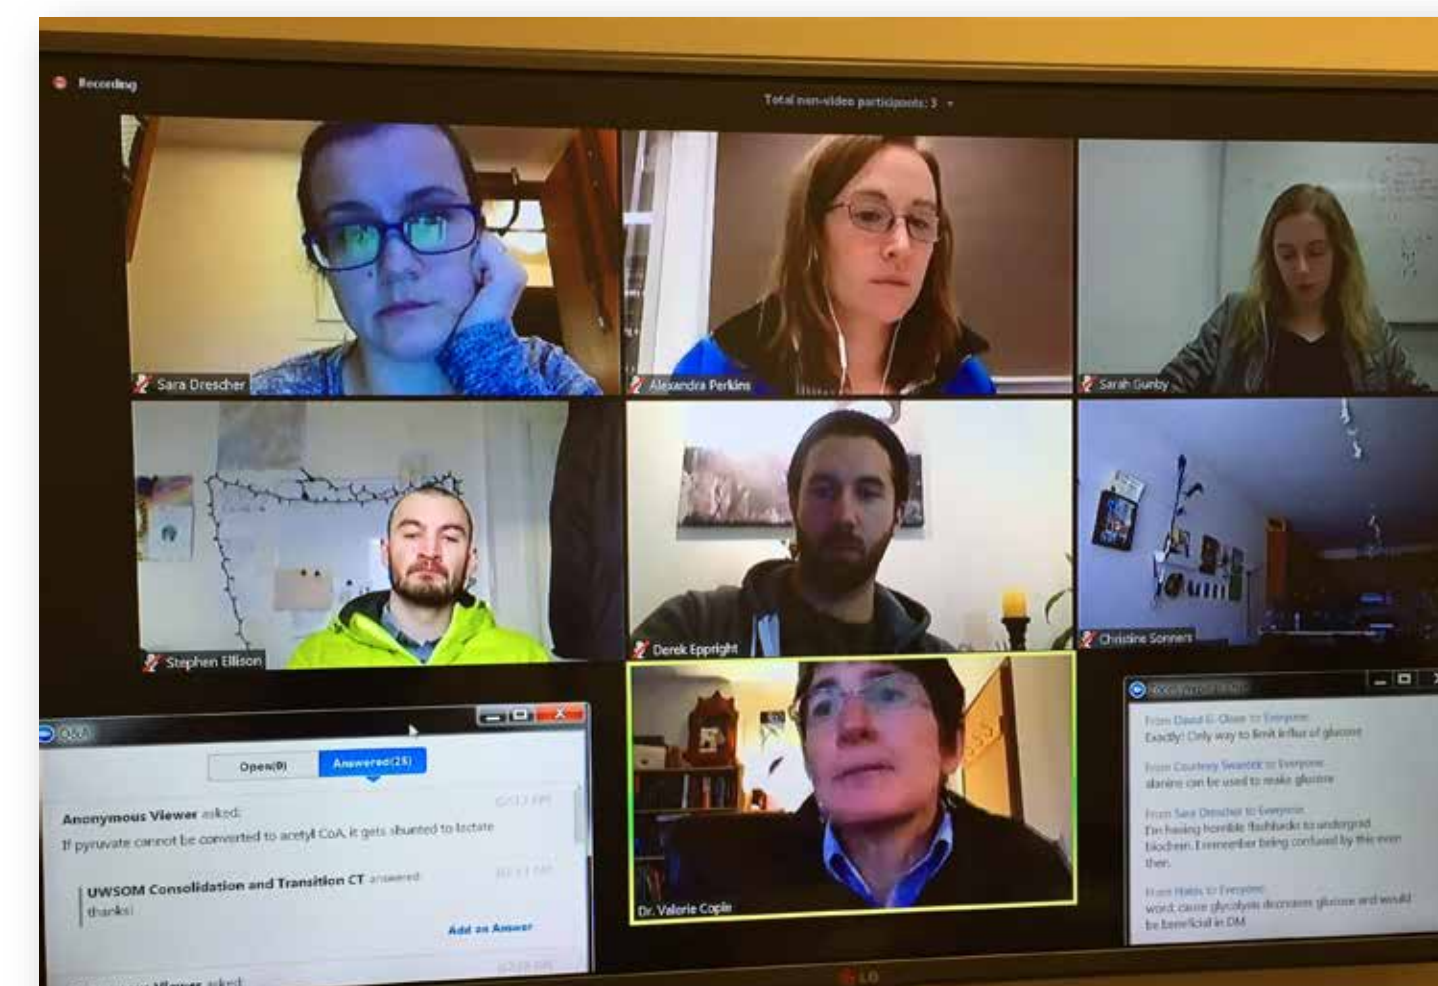 Recording
Total non-video participants: 3
Sara Drescher
Alexandra Perkins
Sarah Gunby
Stephen Ellison
Derek Eppright
Christine Sonners
Dr. Valerie Copie
Q&A
Open(0)
Answered(25)
Anonymous Viewer asked:
If pyruvate cannot be converted to acetyl CoA, it gets shunted to lactate
UWSOM Consolidation and Transition CT answered:
thanks!
Add an Answer
Viewer asked:
From David G. to Everyone:
Exactly! Only way to limit influx of glucose
From Courtney to Everyone:
alanine can be used to make glucose
From Sara Drescher to Everyone:
I'm having horrible flashbacks to undergrad
biochem. I remember being confused by this even
then.
From to Everyone:
word, cause glycolysis decreases glucose and would
be beneficial in DM
LG